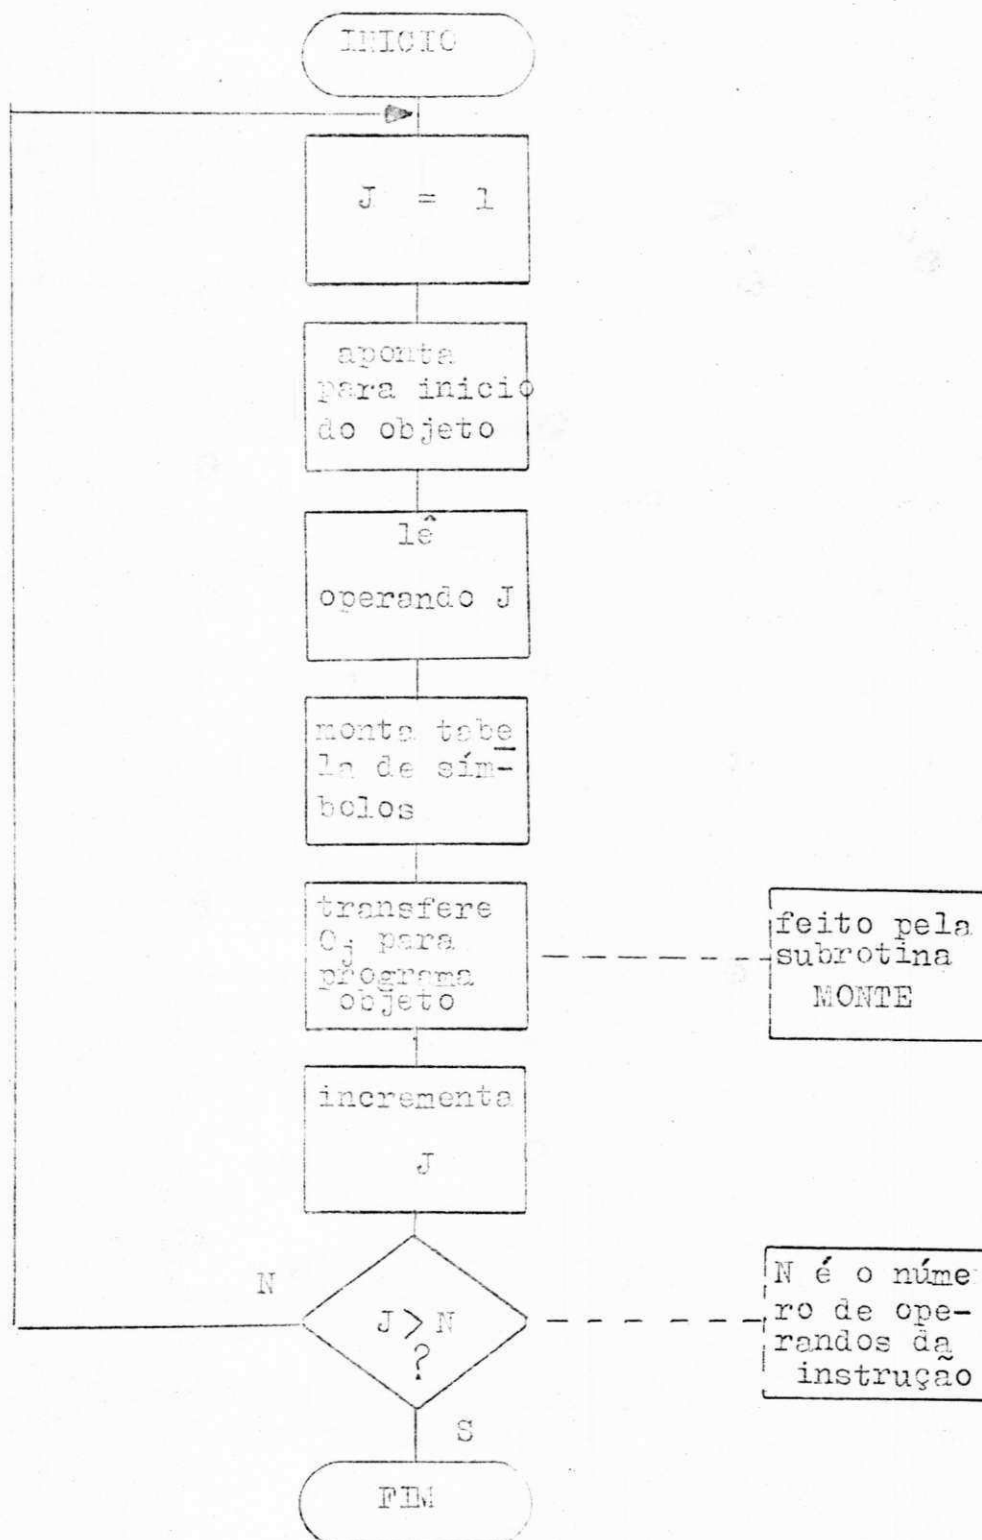 INICIO
J = 1
aponta
para inicio
do objeto
lê
operando J
monta tabe
la de sím-
bolos
transfere
Oj para
programa
objeto
feito pela
subrotina
MONTE
incrementa
J
N
J > N
?
N é o núme
ro de ope-
randos da
instrução
S
FIM